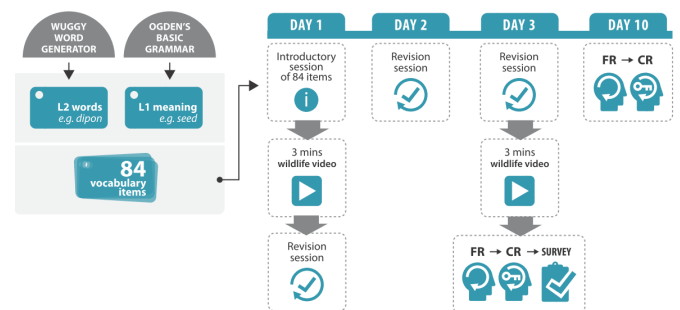 WUGGY
WORD
GENERATOR
OGDEN'S
BASIC
GRAMMAR
L2 words
e.g. dipon
L1 meaning
e.g. seed
84
vocabulary
items
DAY 1
DAY 2
DAY 3
DAY 10
Introductory
session
of 84 items
i
3 mins
wildlife video
Revision
session
Revision
session
Revision
session
3 mins
wildlife video
FR → CR → SURVEY
FR → CR